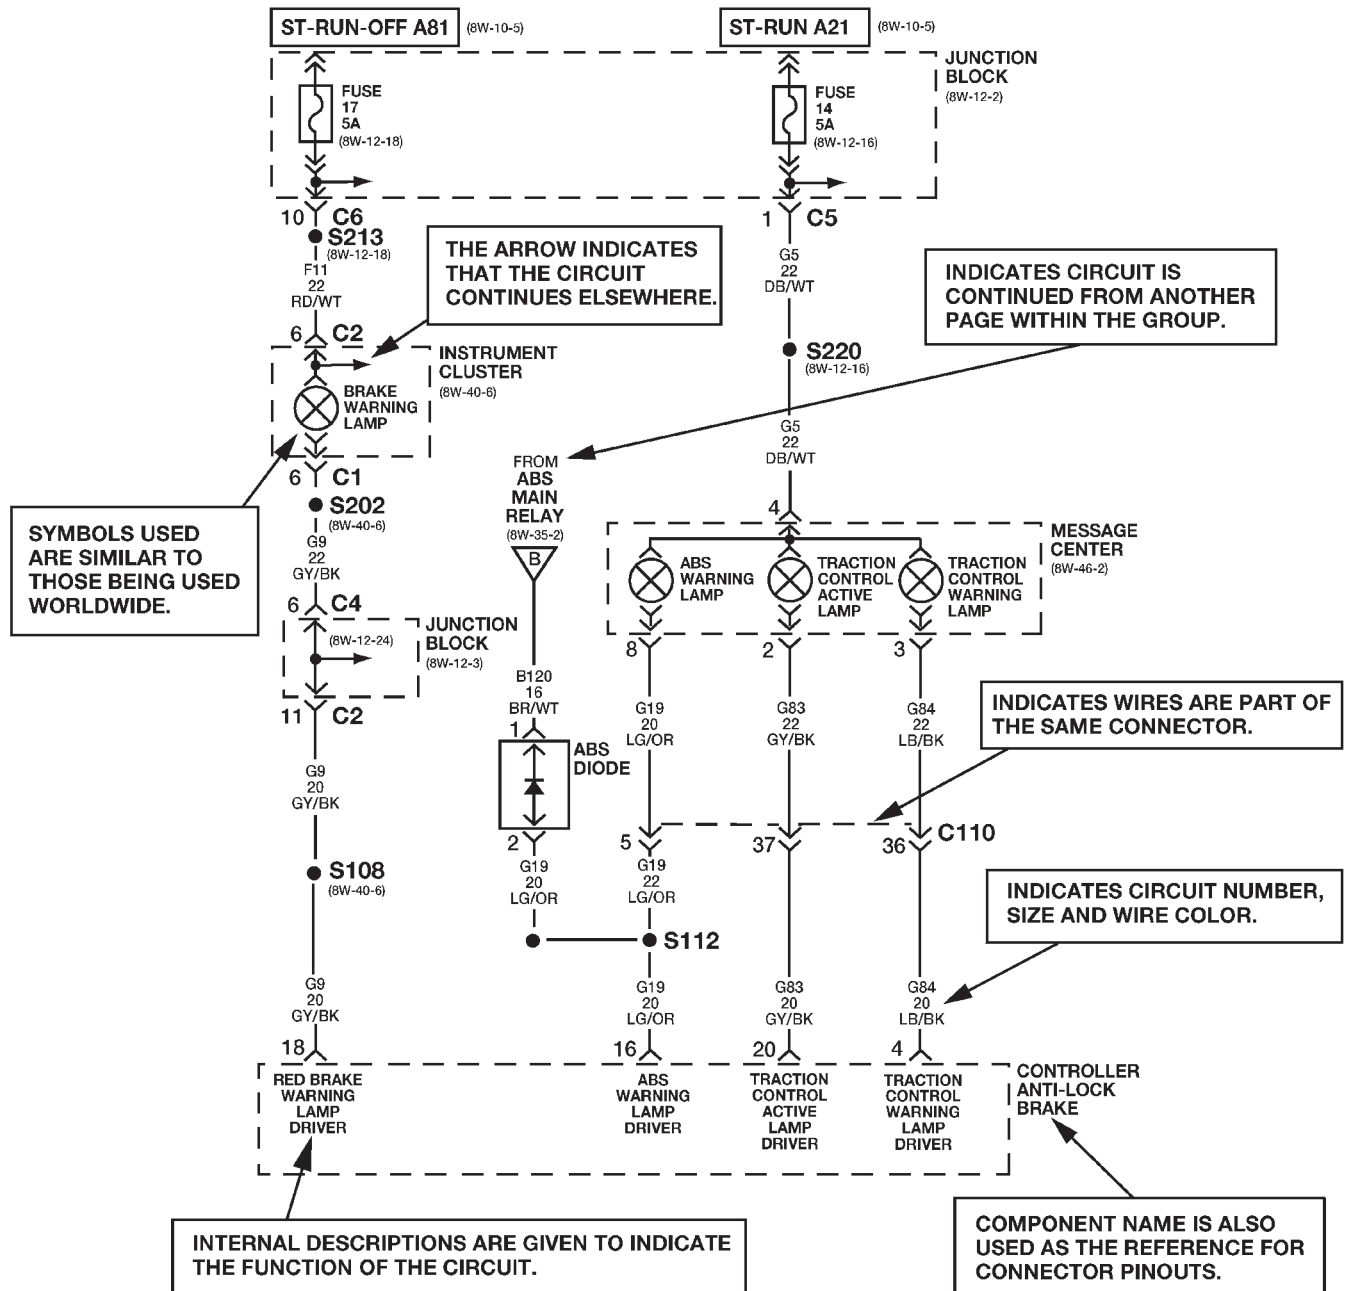 ST-RUN-OFF A81
(8W-10-5)
ST-RUN A21
(8W-10-5)
JUNCTION
BLOCK
(8W-12-2)
FUSE
17
5A
(8W-12-18)
FUSE
14
5A
(8W-12-16)
10
C6
S213
(8W-12-18)
F11
22
RD/WT
1
C5
G5
22
DB/WT
THE ARROW INDICATES
THAT THE CIRCUIT
CONTINUES ELSEWHERE.
INDICATES CIRCUIT IS
CONTINUED FROM ANOTHER
PAGE WITHIN THE GROUP.
6
C2
INSTRUMENT
CLUSTER
(8W-40-6)
BRAKE
WARNING
LAMP
S220
(8W-12-16)
G5
22
DB/WT
6
C1
S202
(8W-40-6)
G9
22
GY/BK
FROM
ABS
MAIN
RELAY
(8W-35-2)
B
SYMBOLS USED
ARE SIMILAR TO
THOSE BEING USED
WORLDWIDE.
4
MESSAGE
CENTER
(8W-46-2)
ABS
WARNING
LAMP
TRACTION
CONTROL
ACTIVE
LAMP
TRACTION
CONTROL
WARNING
LAMP
6
C4
(8W-12-24)
JUNCTION
BLOCK
(8W-12-3)
11
C2
8
2
3
B120
16
BR/WT
G19
20
LG/OR
G83
22
GY/BK
G84
22
LB/BK
INDICATES WIRES ARE PART OF
THE SAME CONNECTOR.
1
ABS
DIODE
2
G9
20
GY/BK
5
37
36
C110
S108
(8W-40-6)
G19
20
LG/OR
G19
22
LG/OR
INDICATES CIRCUIT NUMBER,
SIZE AND WIRE COLOR.
S112
G9
20
GY/BK
G19
20
LG/OR
G83
20
GY/BK
G84
20
LB/BK
18
16
20
4
RED BRAKE
WARNING
LAMP
DRIVER
ABS
WARNING
LAMP
DRIVER
TRACTION
CONTROL
ACTIVE
LAMP
DRIVER
TRACTION
CONTROL
WARNING
LAMP
DRIVER
CONTROLLER
ANTI-LOCK
BRAKE
INTERNAL DESCRIPTIONS ARE GIVEN TO INDICATE
THE FUNCTION OF THE CIRCUIT.
COMPONENT NAME IS ALSO
USED AS THE REFERENCE FOR
CONNECTOR PINOUTS.